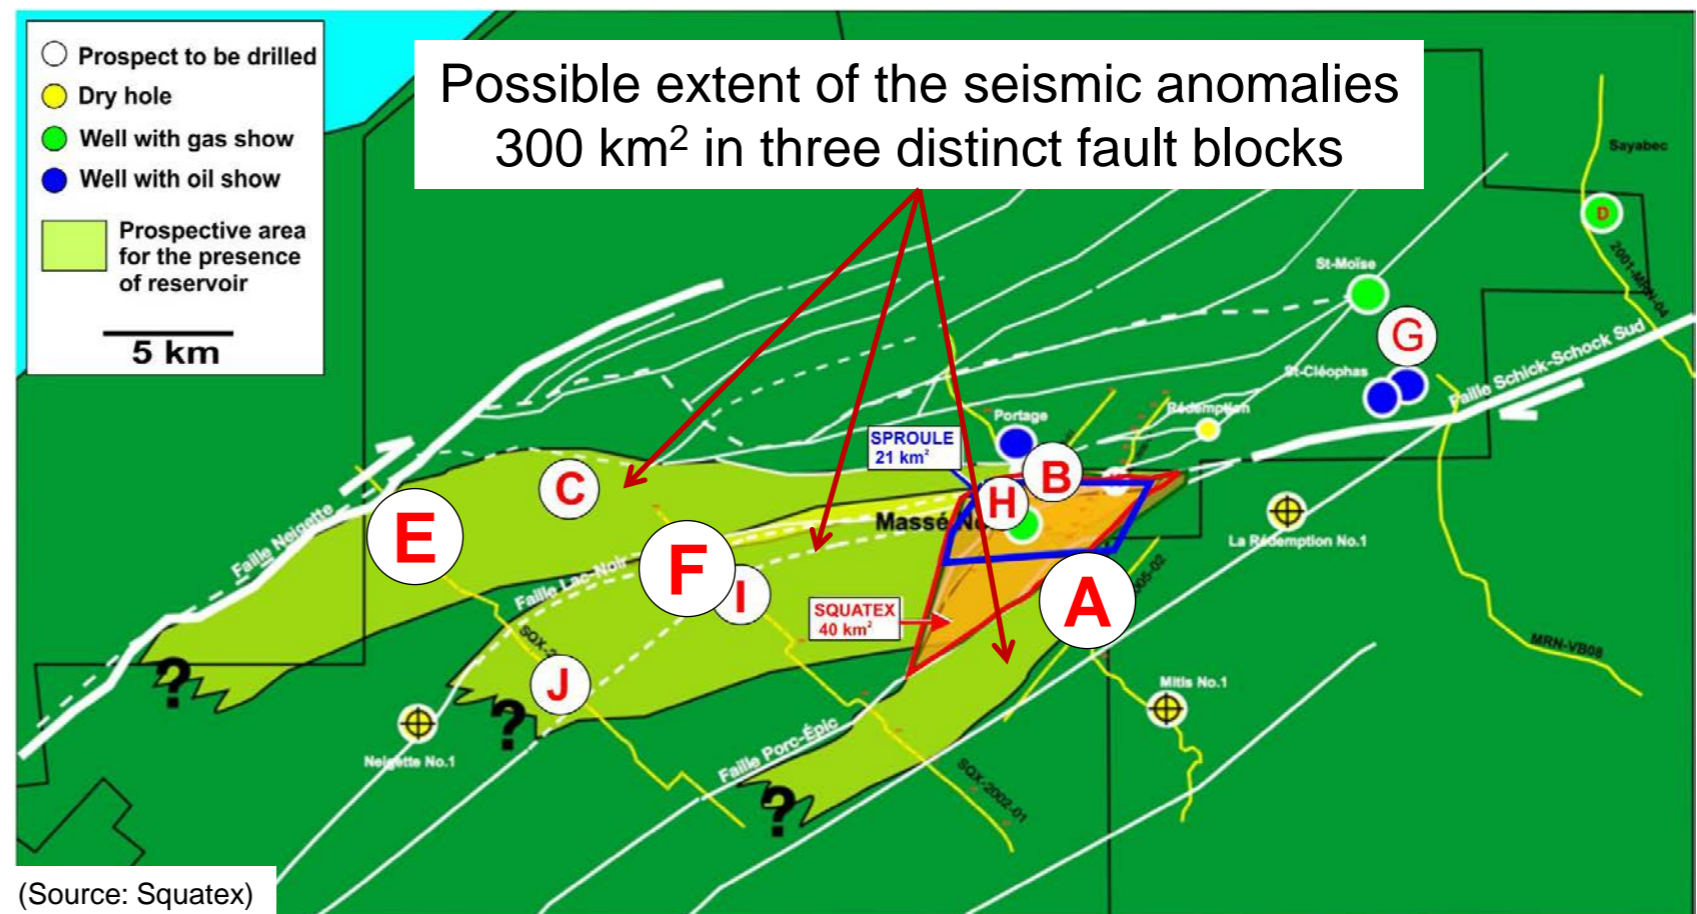 Prospect to be drilled
Dry hole
Well with gas show
Well with oil show
Prospective area
for the presence
of reservoir
5 km
Possible extent of the seismic anomalies
300 km² in three distinct fault blocks
Sayabec
D
2001-MRN-04
St-Moïse
G
St-Cléophas
Faille Schick-Schock Sud
Portage
Rédemption
SPROULE
21 km²
B
H
C
E
Massé
Faille Neigette
La Rédemption No.1
F
Faille Lac-Noir
I
A
SQUATEX
40 km²
MRN-VB08
J
Mitis No.1
?
?
Neigette No.1
Faille Porc-Épic
SQX-2002-01
?
(Source: Squatex)